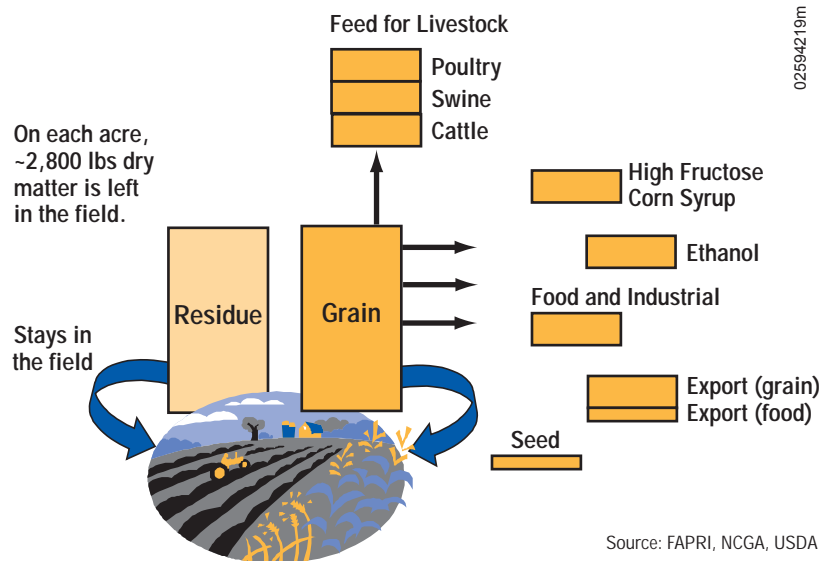 Feed for Livestock
02594219m
Poultry
Swine
Cattle
On each acre,
~2,800 lbs dry
matter is left
in the field.
High Fructose
Corn Syrup
Ethanol
Residue
Grain
Food and Industrial
Stays in
the field
Export (grain)
Export (food)
Seed
Source: FAPRI, NCGA, USDA